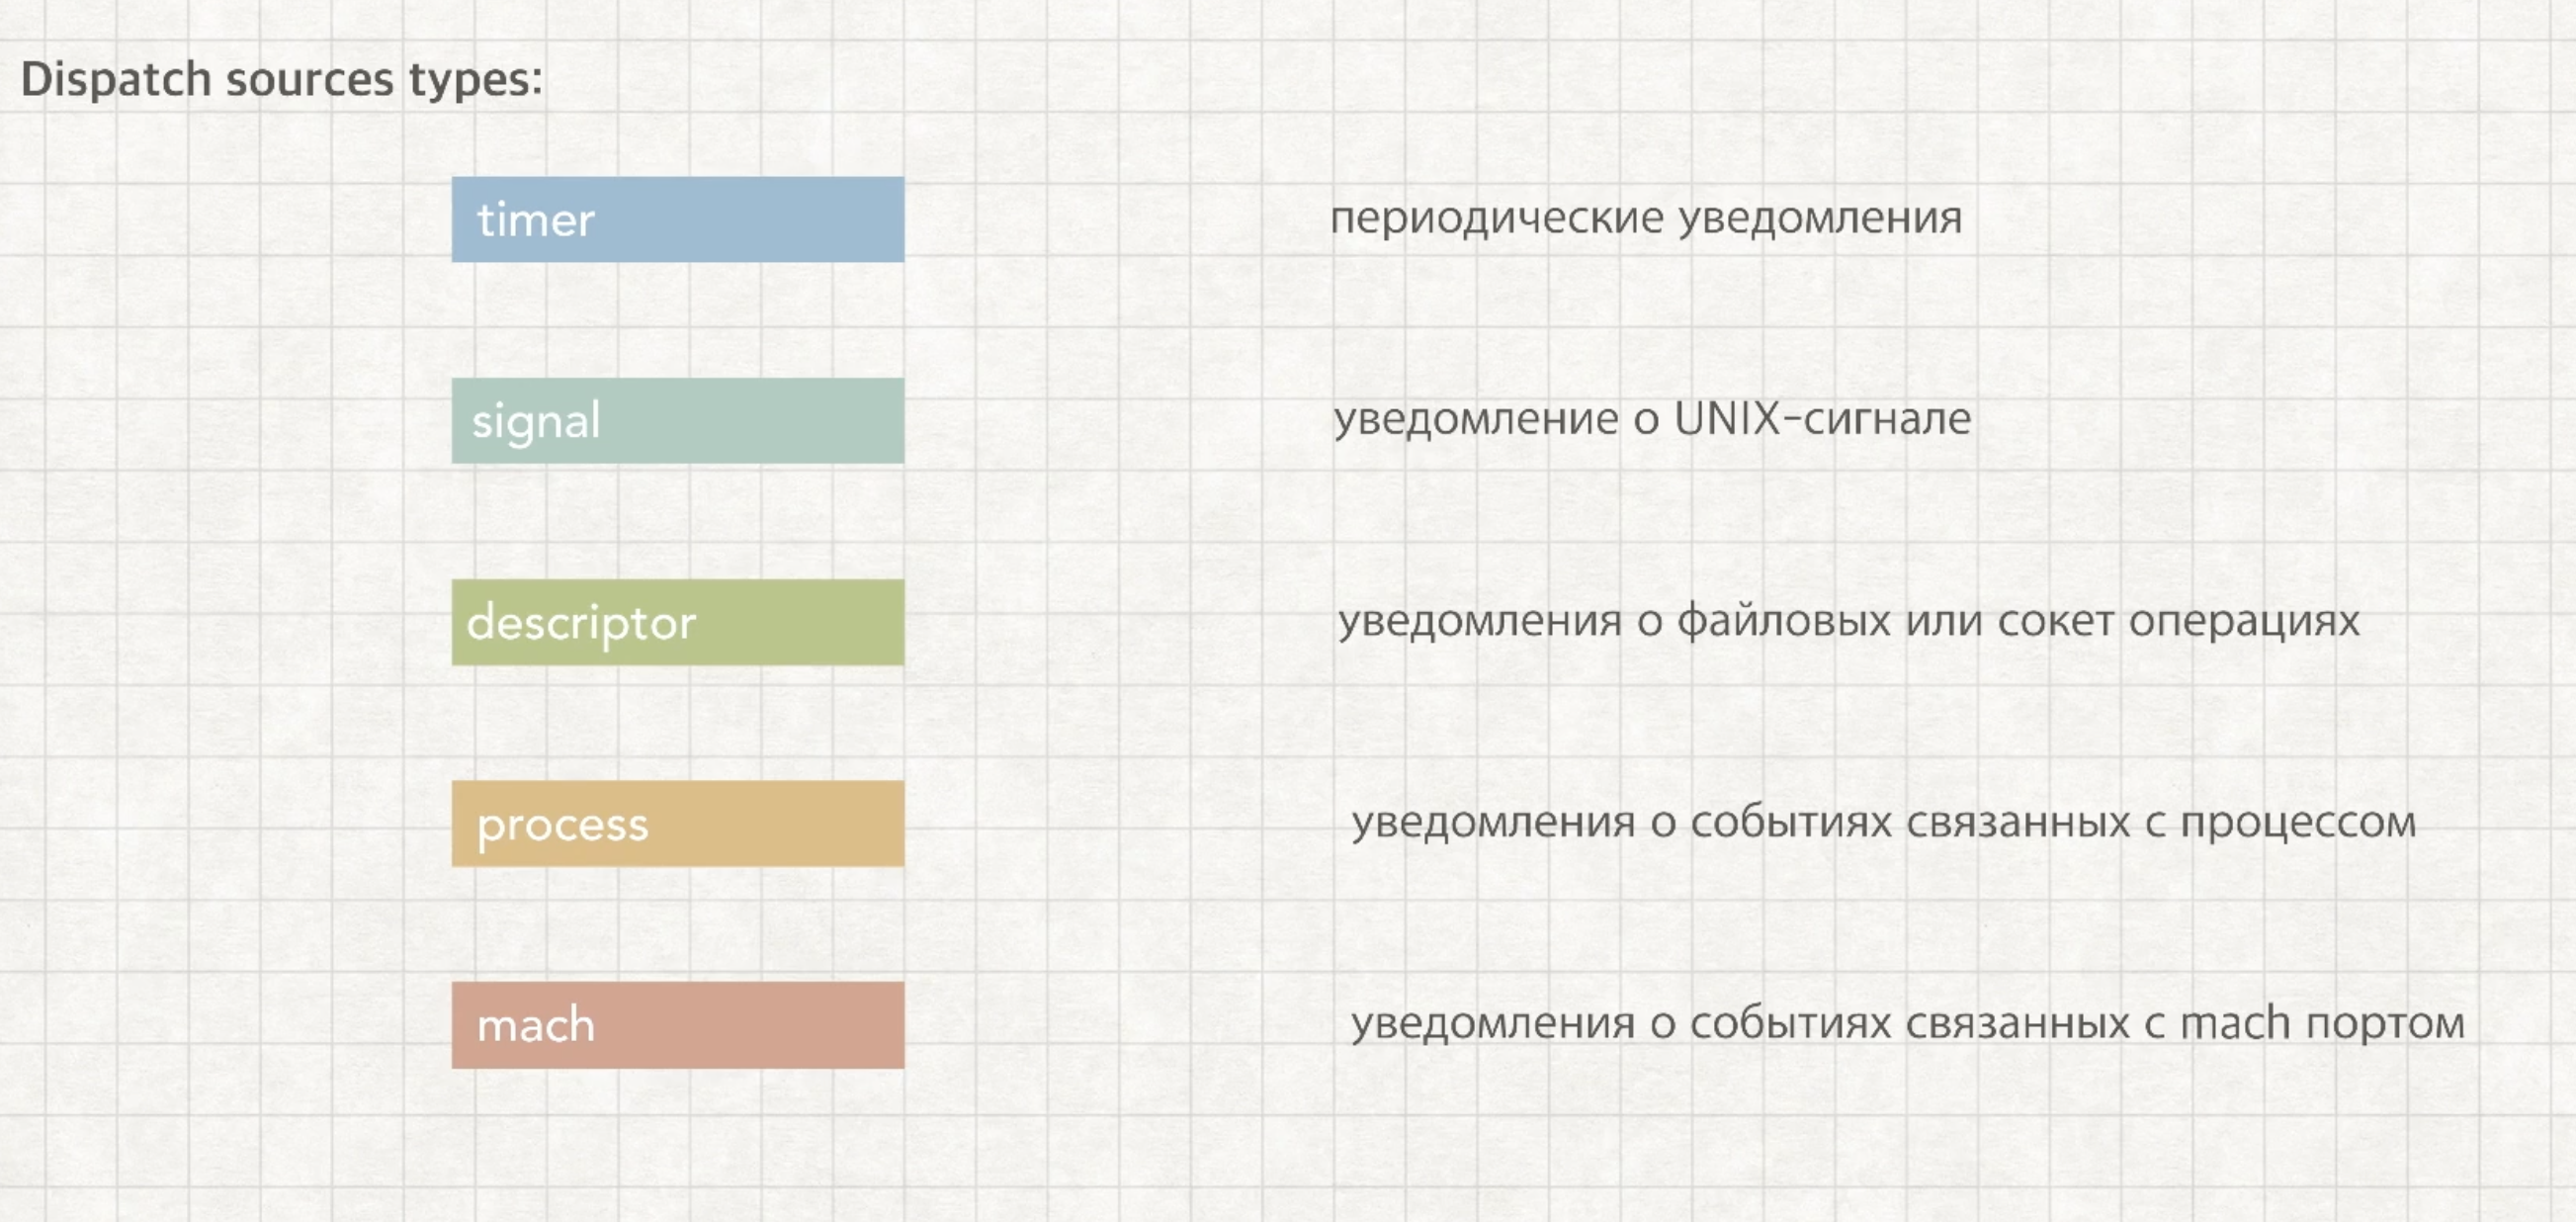 Dispatch sources types:
timer
периодические уведомления
signal
уведомление о UNIX-сигнале
descriptor
уведомления о файловых или сокет операциях
process
уведомления о событиях связанных с процессом
mach
уведомления о событиях связанных с mach портом